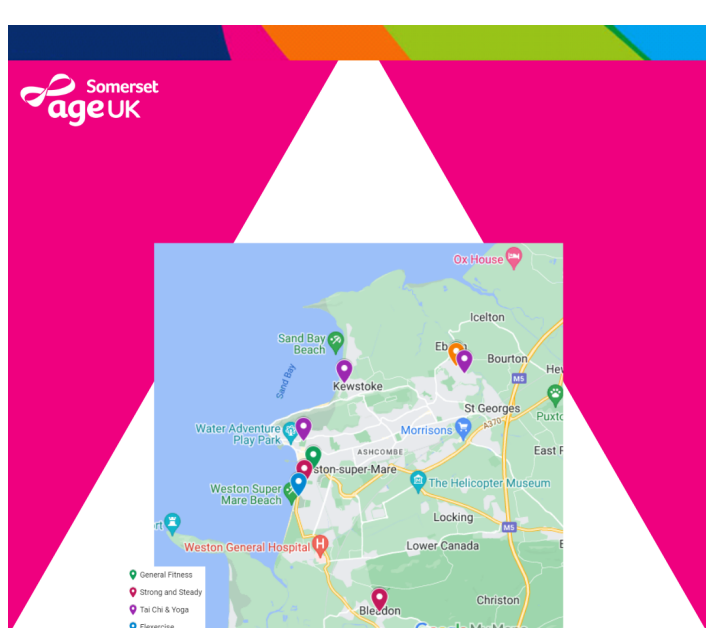 Somerset
age UK
Ox House
Icelton
Sand Bay
Beach
Bourton
Sand Bay
Kewstoke
M5
St Georges
Water Adventure
Play Park
Morrisons
A370
ASHCOMBE
ston-super-Mare
The Helicopter Museum
Weston Super
Mare Beach
Locking
M5
Weston General Hospital
Lower Canada
General Fitness
Strong and Steady
Christon
Tai Chi & Yoga
Bleadon
Flexercise